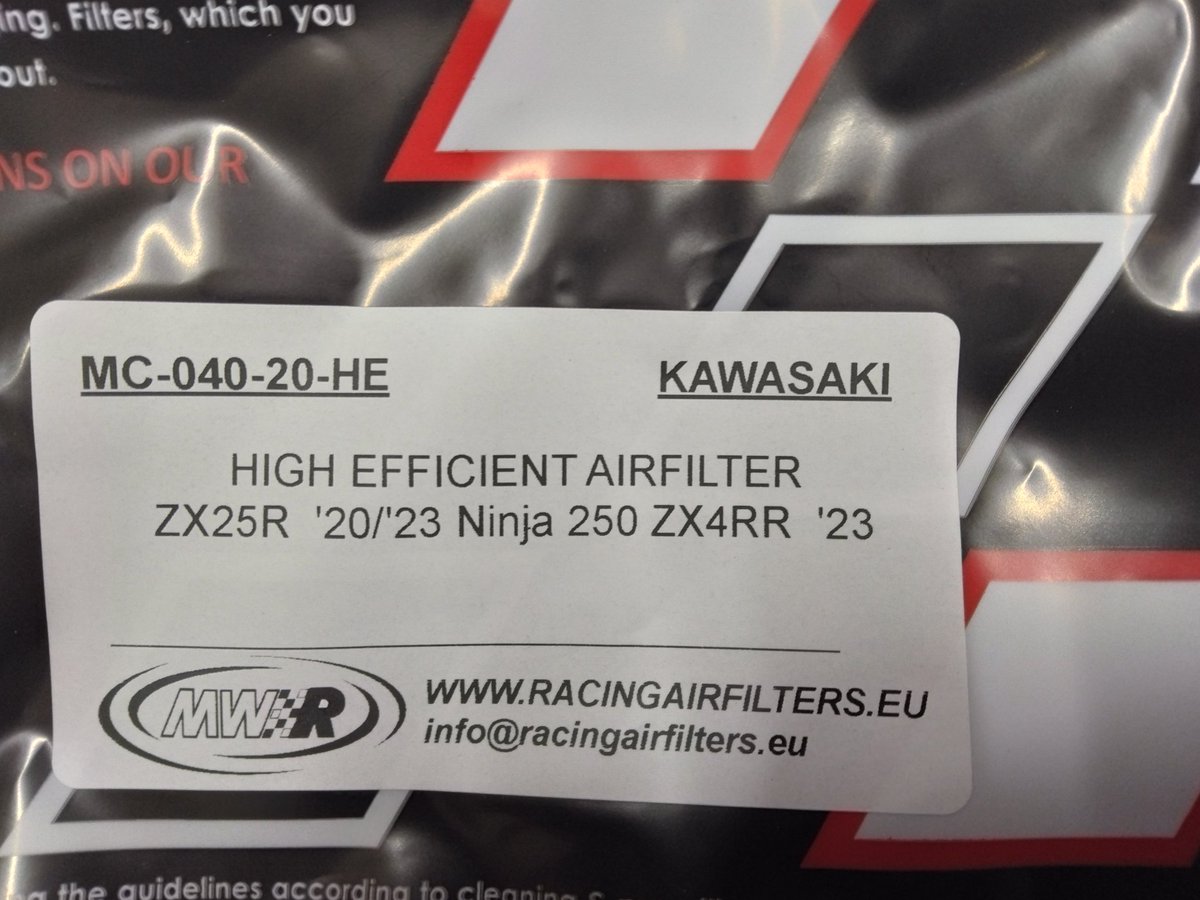 ing. Filters, which you
out.
NS ON OUR
MC-040-20-HE KAWASAKI
HIGH EFFICIENT AIRFILTER
ZX25R '20/'23 Ninja 250 ZX4RR '23
MWR
WWW.RACINGAIRFILTERS.EU
info@racingairfilters.eu
the guidelines according to cleaning &